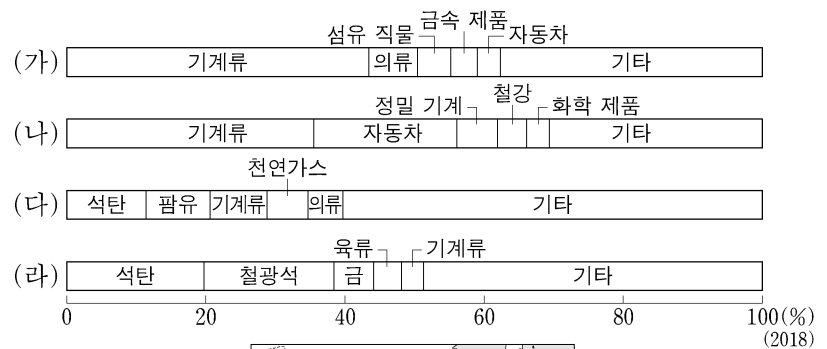 섬유 직물 금속 제품 자동차
(가) 기계류 의류 기타
정밀 기계 철강 화학 제품
(나) 기계류 자동차 기타
천연가스
(다) 석탄 팜유 기계류 의류 기타
육류 기계류
(라) 석탄 철광석 금 기타
0 20 40 60 80 100(%)
(2018)